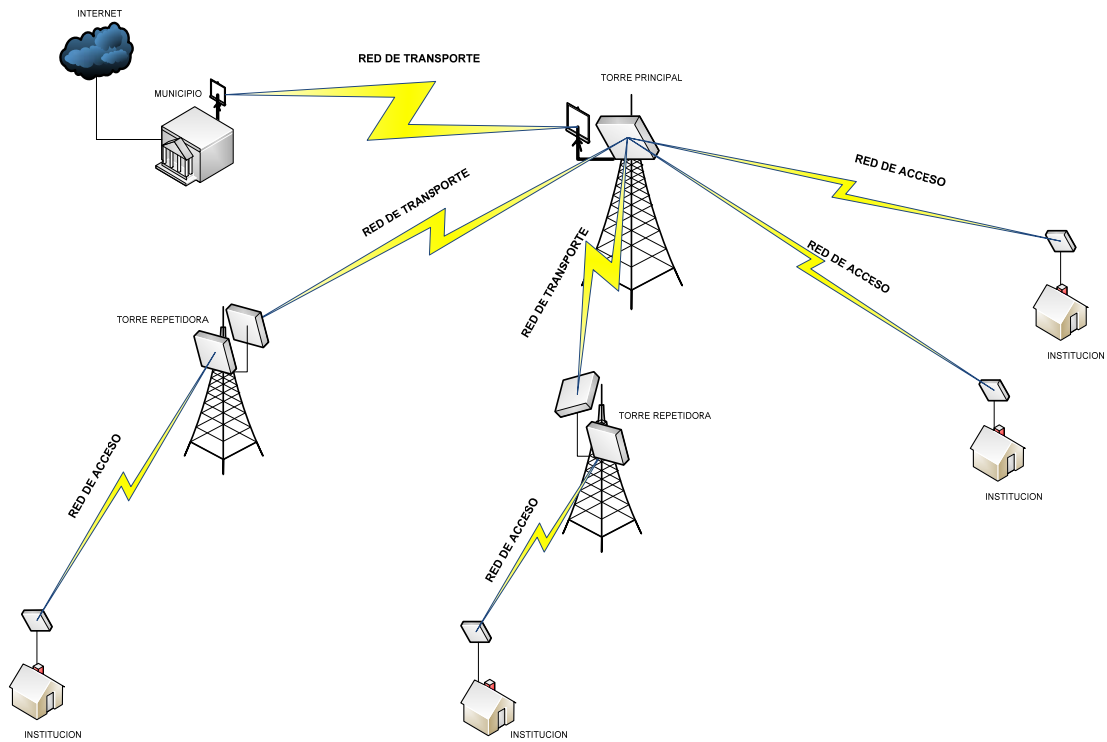 INTERNET
RED DE TRANSPORTE
TORRE PRINCIPAL
MUNICIPIO
RED DE ACCESO
RED DE TRANSPORTE
RED DE ACCESO
RED DE TRANSPORTE
TORRE REPETIDORA
INSTITUCION
TORRE REPETIDORA
RED DE ACCESO
INSTITUCION
RED DE ACCESO
INSTITUCION
INSTITUCION